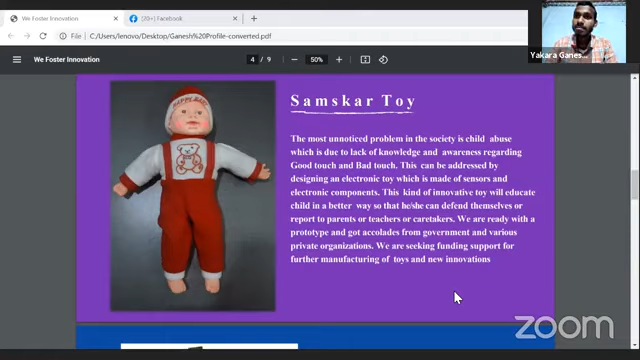 We Foster Innovation
(20+) Facebook
File
C:/Users/lenovo/Desktop/Ganesh%20Profile-converted.pdf
We Foster Innovation
4 / 9
50%
Yakara Ganes...
HAPPY BABY
Samskar Toy
The most unnoticed problem in the society is child abuse
which is due to lack of knowledge and awareness regarding
Good touch and Bad touch. This can be addressed by
designing an electronic toy which is made of sensors and
electronic components. This kind of innovative toy will educate
child in a better way so that he/she can defend themselves or
report to parents or teachers or caretakers. We are ready with a
prototype and got accolades from government and various
private organizations. We are seeking funding support for
further manufacturing of toys and new innovations
zoom